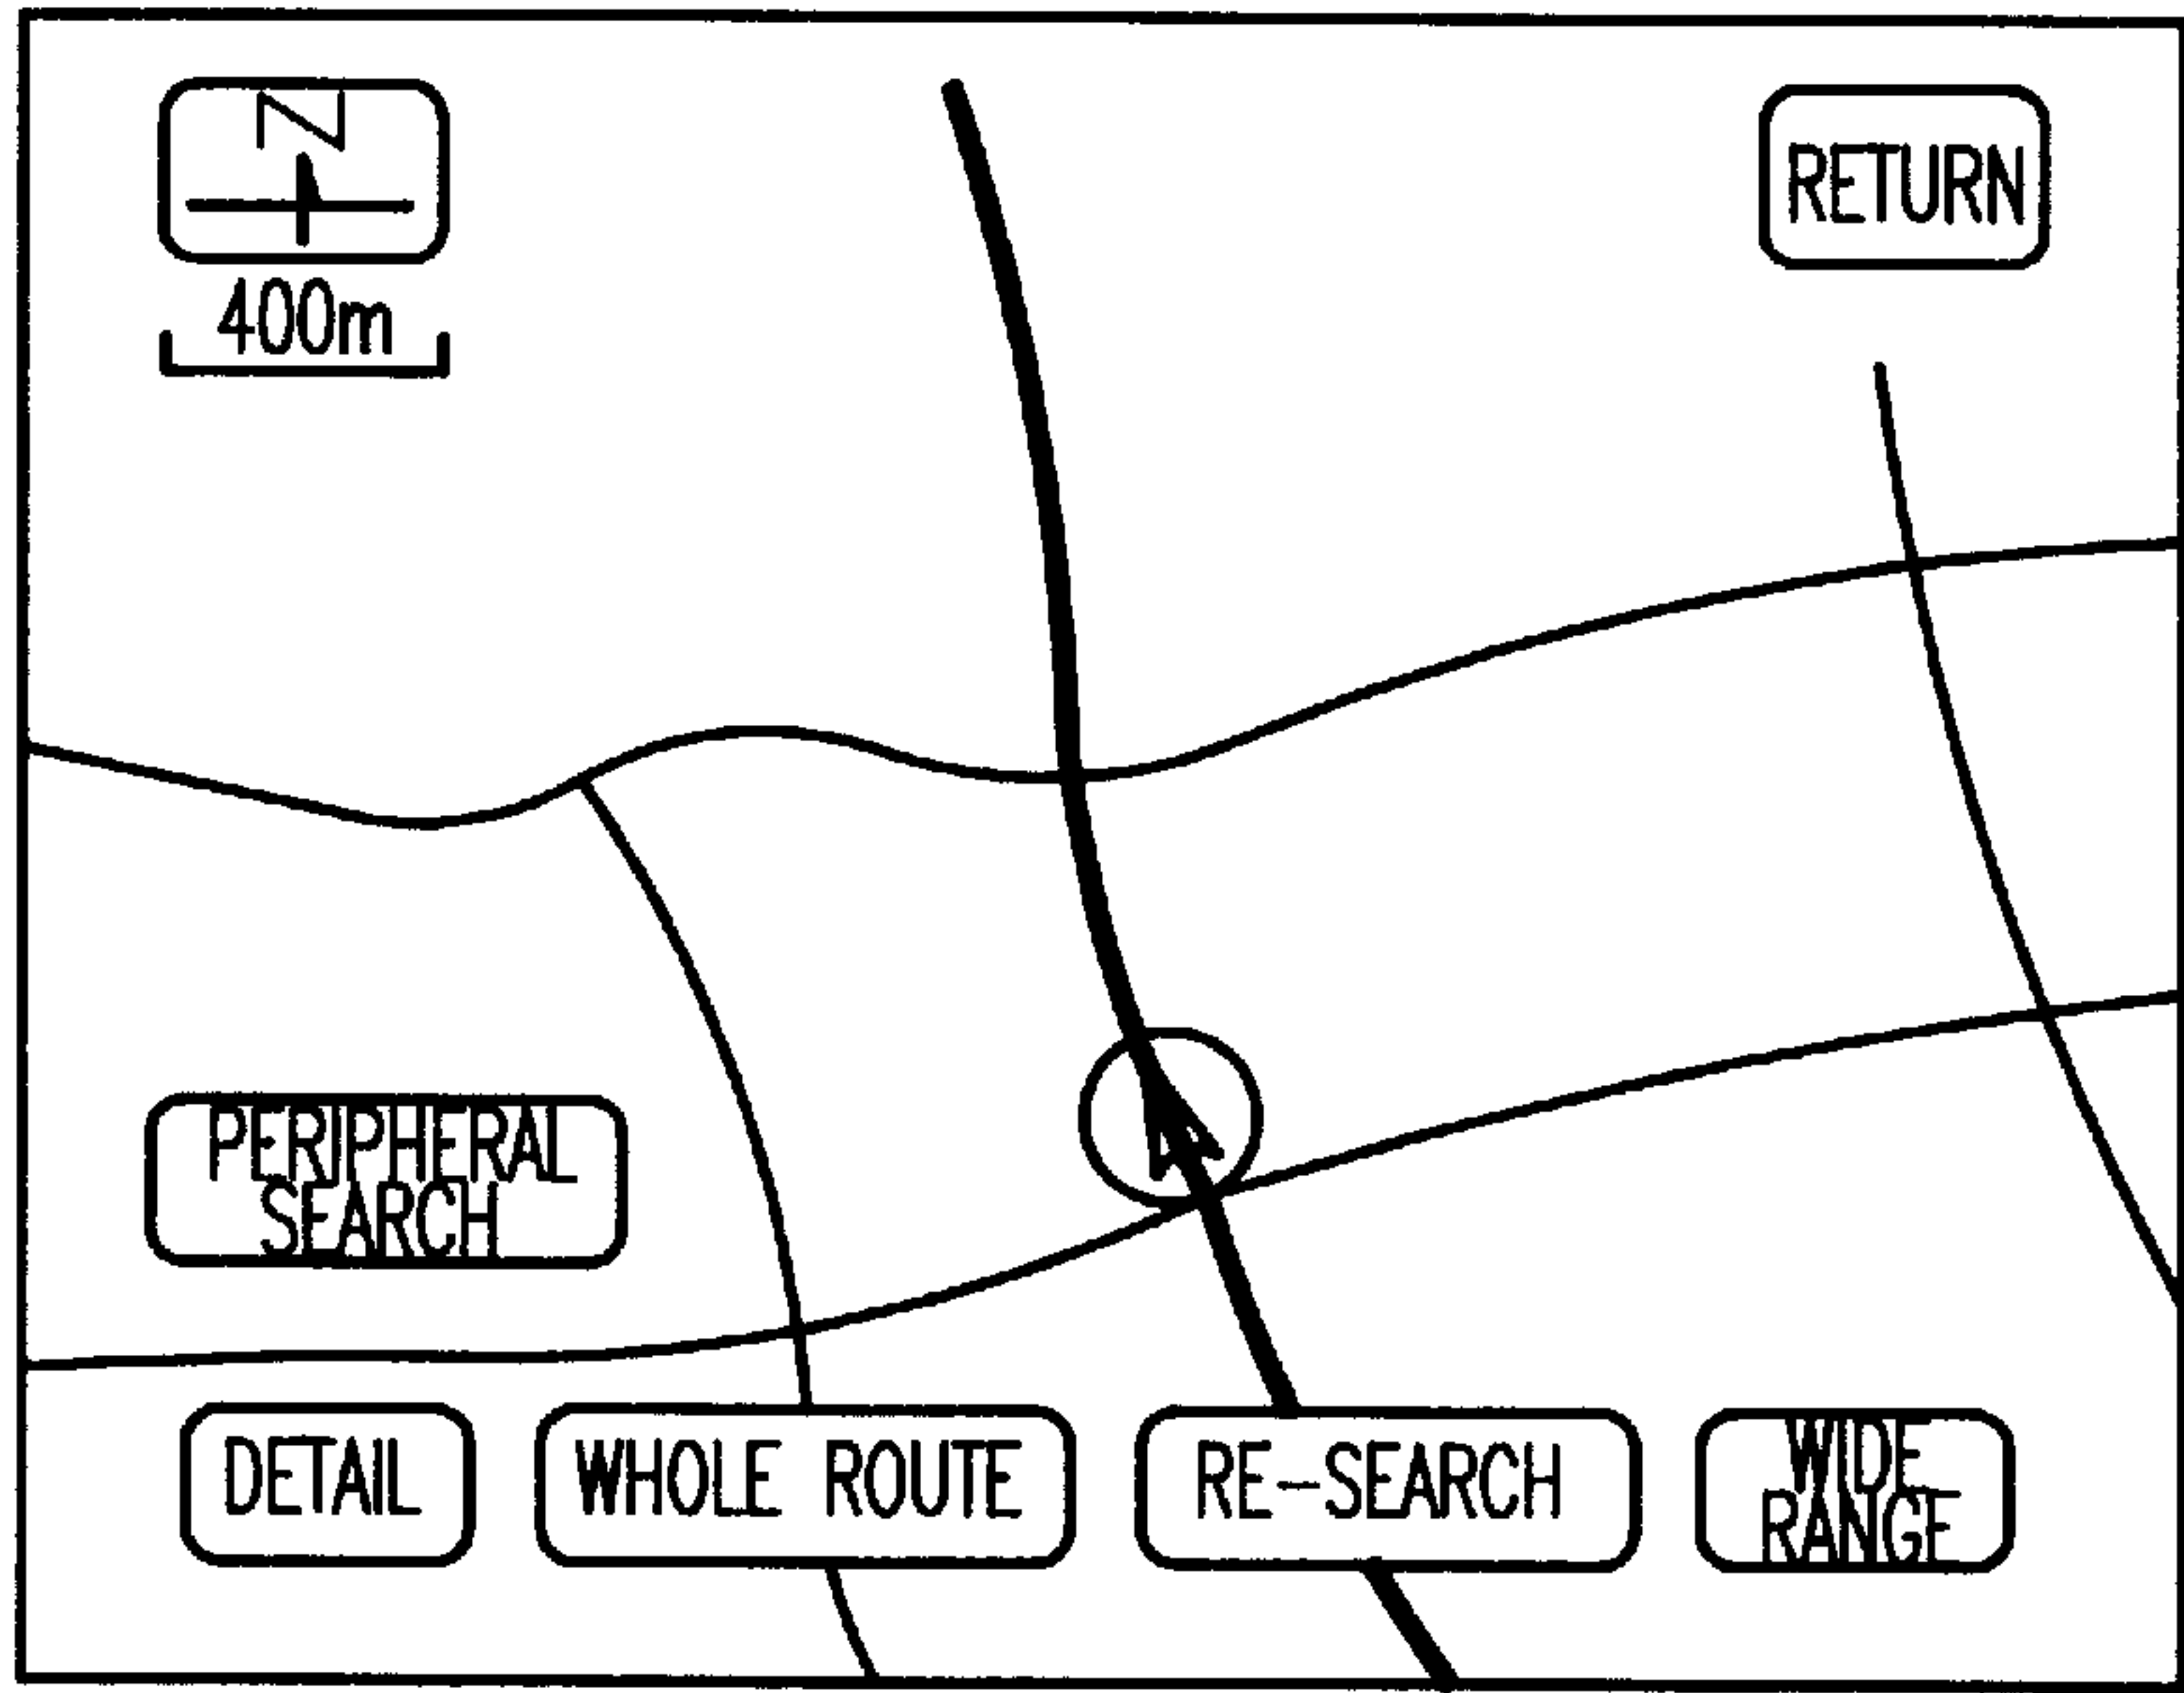 N
RETURN
400m
PERIPHERAL
SEARCH
DETAIL
WHOLE ROUTE
RE-SEARCH
WIDE
RANGE